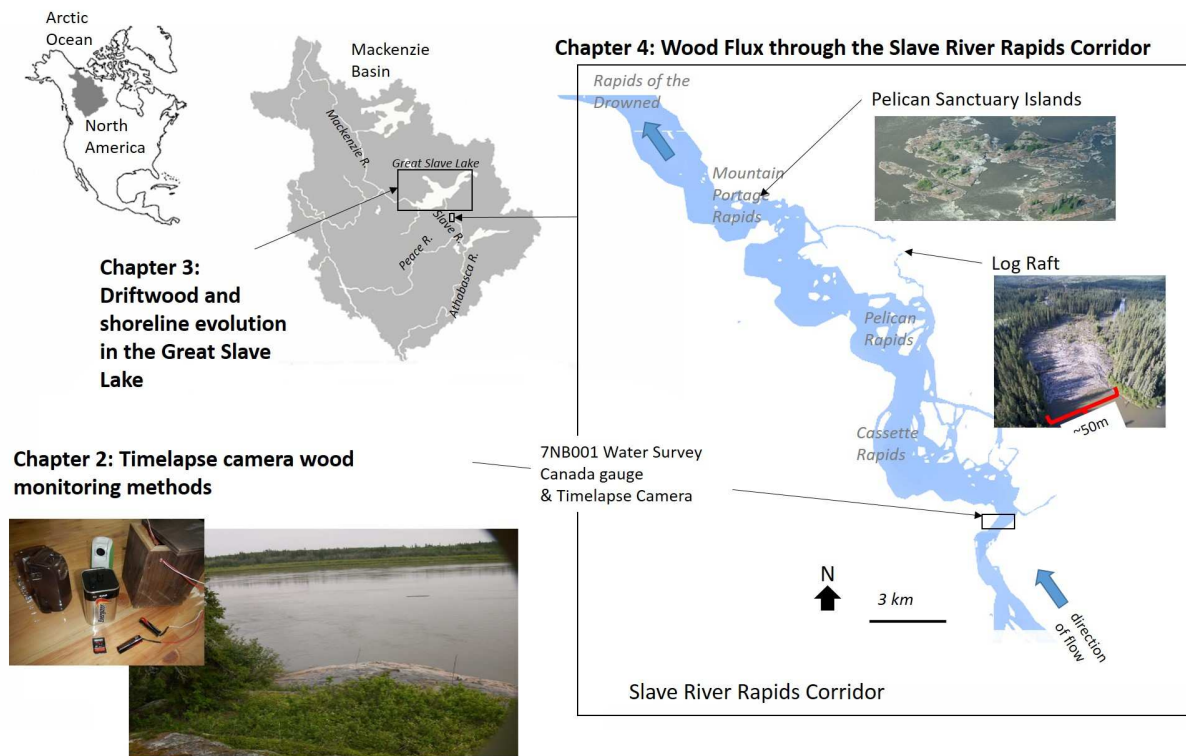 Arctic
Ocean
North
America
Mackenzie
Basin
Mackenzie R.
Great Slave Lake
Slave R.
Peace R.
Athabasca R.
Chapter 3:
Driftwood and
shoreline evolution
in the Great Slave
Lake
Chapter 2: Timelapse camera wood
monitoring methods
Energizer
Chapter 4: Wood Flux through the Slave River Rapids Corridor
Rapids of the
Drowned
Pelican Sanctuary Islands
Mountain
Portage
Rapids
Log Raft
Pelican
Rapids
~50m
Cassette
Rapids
7NB001 Water Survey
Canada gauge
& Timelapse Camera
N
3 km
direction
of flow
Slave River Rapids Corridor